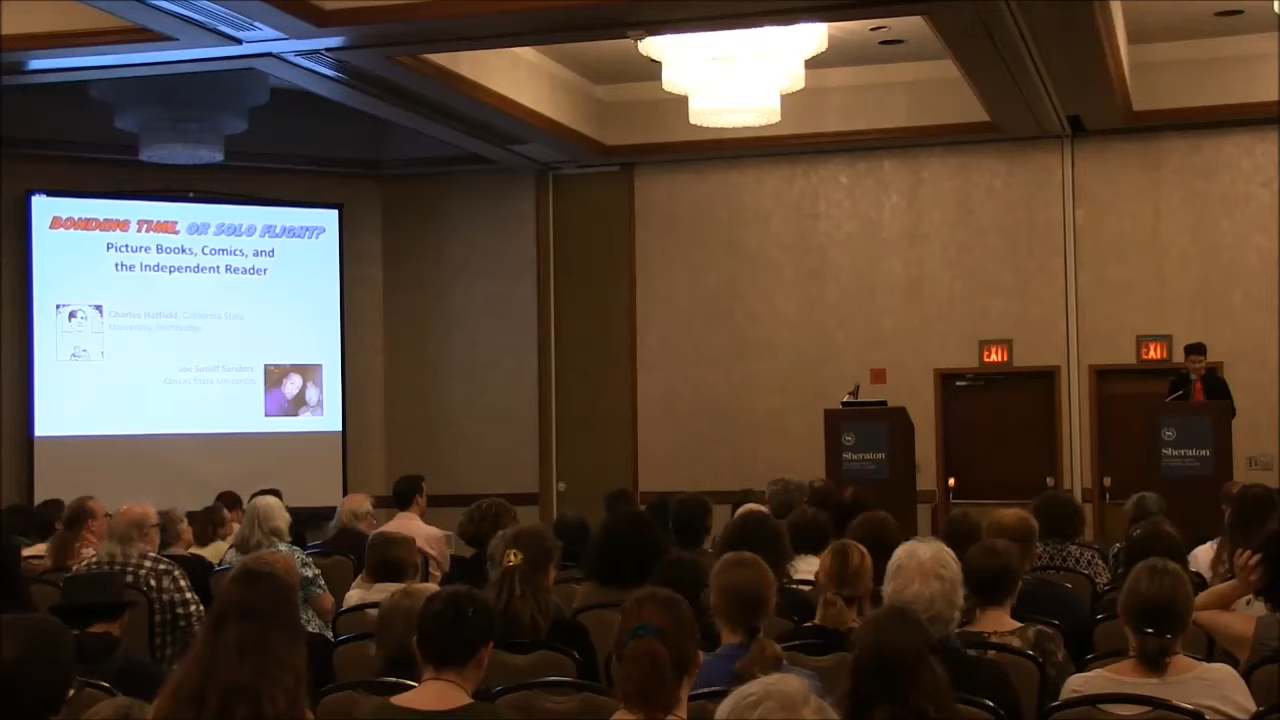 BONDING TIME, OR SOLO FLIGHT?
Picture Books, Comics, and
the Independent Reader
Charles Hatfield, California State
University, Northridge
Joe Sutliff Sanders,
Kansas State University
EXIT
EXIT
Sheraton
Sheraton